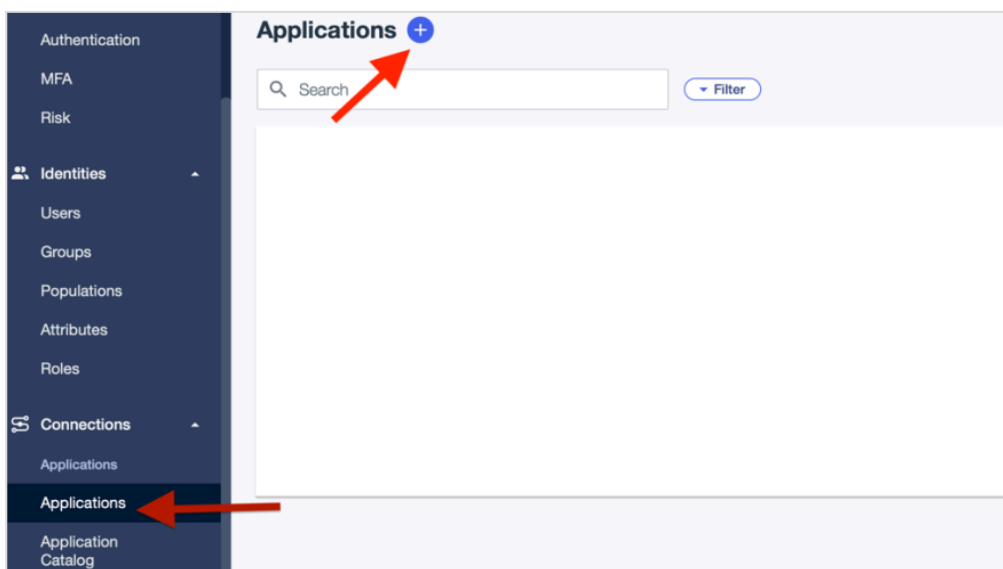 Authentication
MFA
Risk
Identities
Users
Groups
Populations
Attributes
Roles
Connections
Applications
Applications
Application
Catalog
Applications
Search
Filter